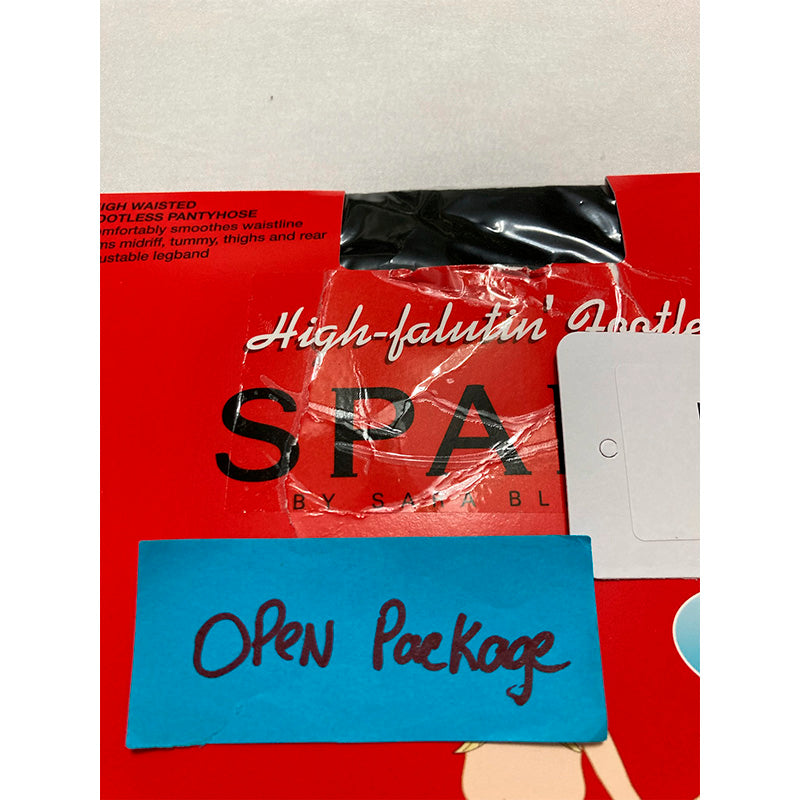 IGH WAISTED
OOTLESS PANTYHOSE
omfortably smoothes waistline
ms midriff, tummy, thighs and rear
ustable legband
High-falutin' Footle
SPA
BY SARA BL
OPEN Package